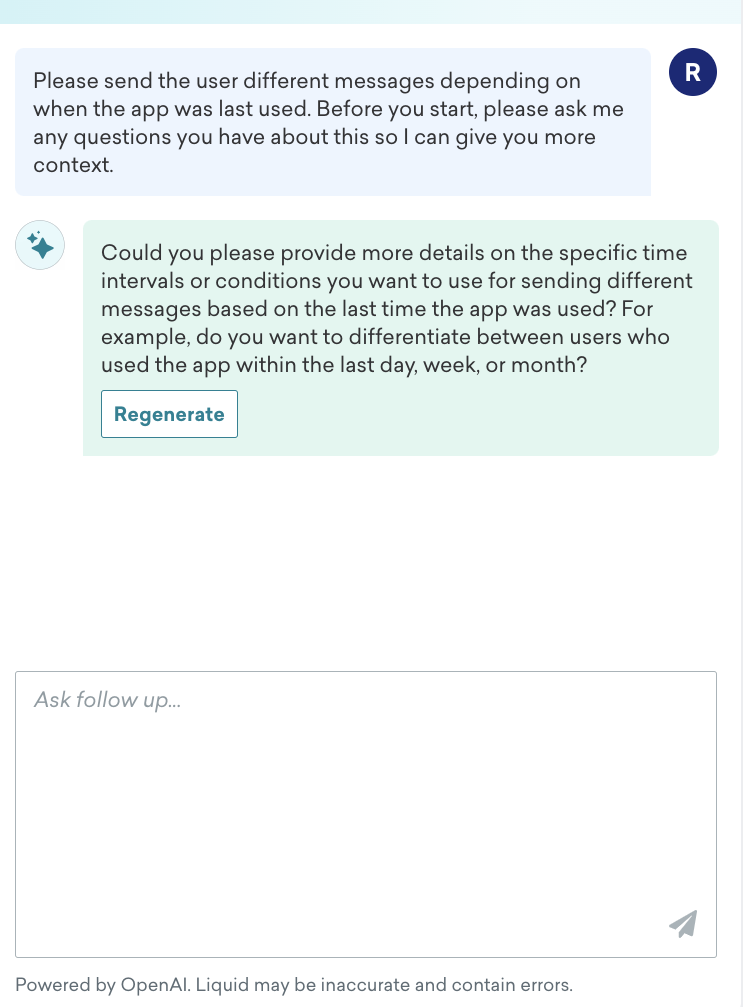 Please send the user different messages depending on
when the app was last used. Before you start, please ask me
any questions you have about this so I can give you more
context.
R
Could you please provide more details on the specific time
intervals or conditions you want to use for sending different
messages based on the last time the app was used? For
example, do you want to differentiate between users who
used the app within the last day, week, or month?
Regenerate
Ask follow up...
Powered by OpenAI. Liquid may be inaccurate and contain errors.